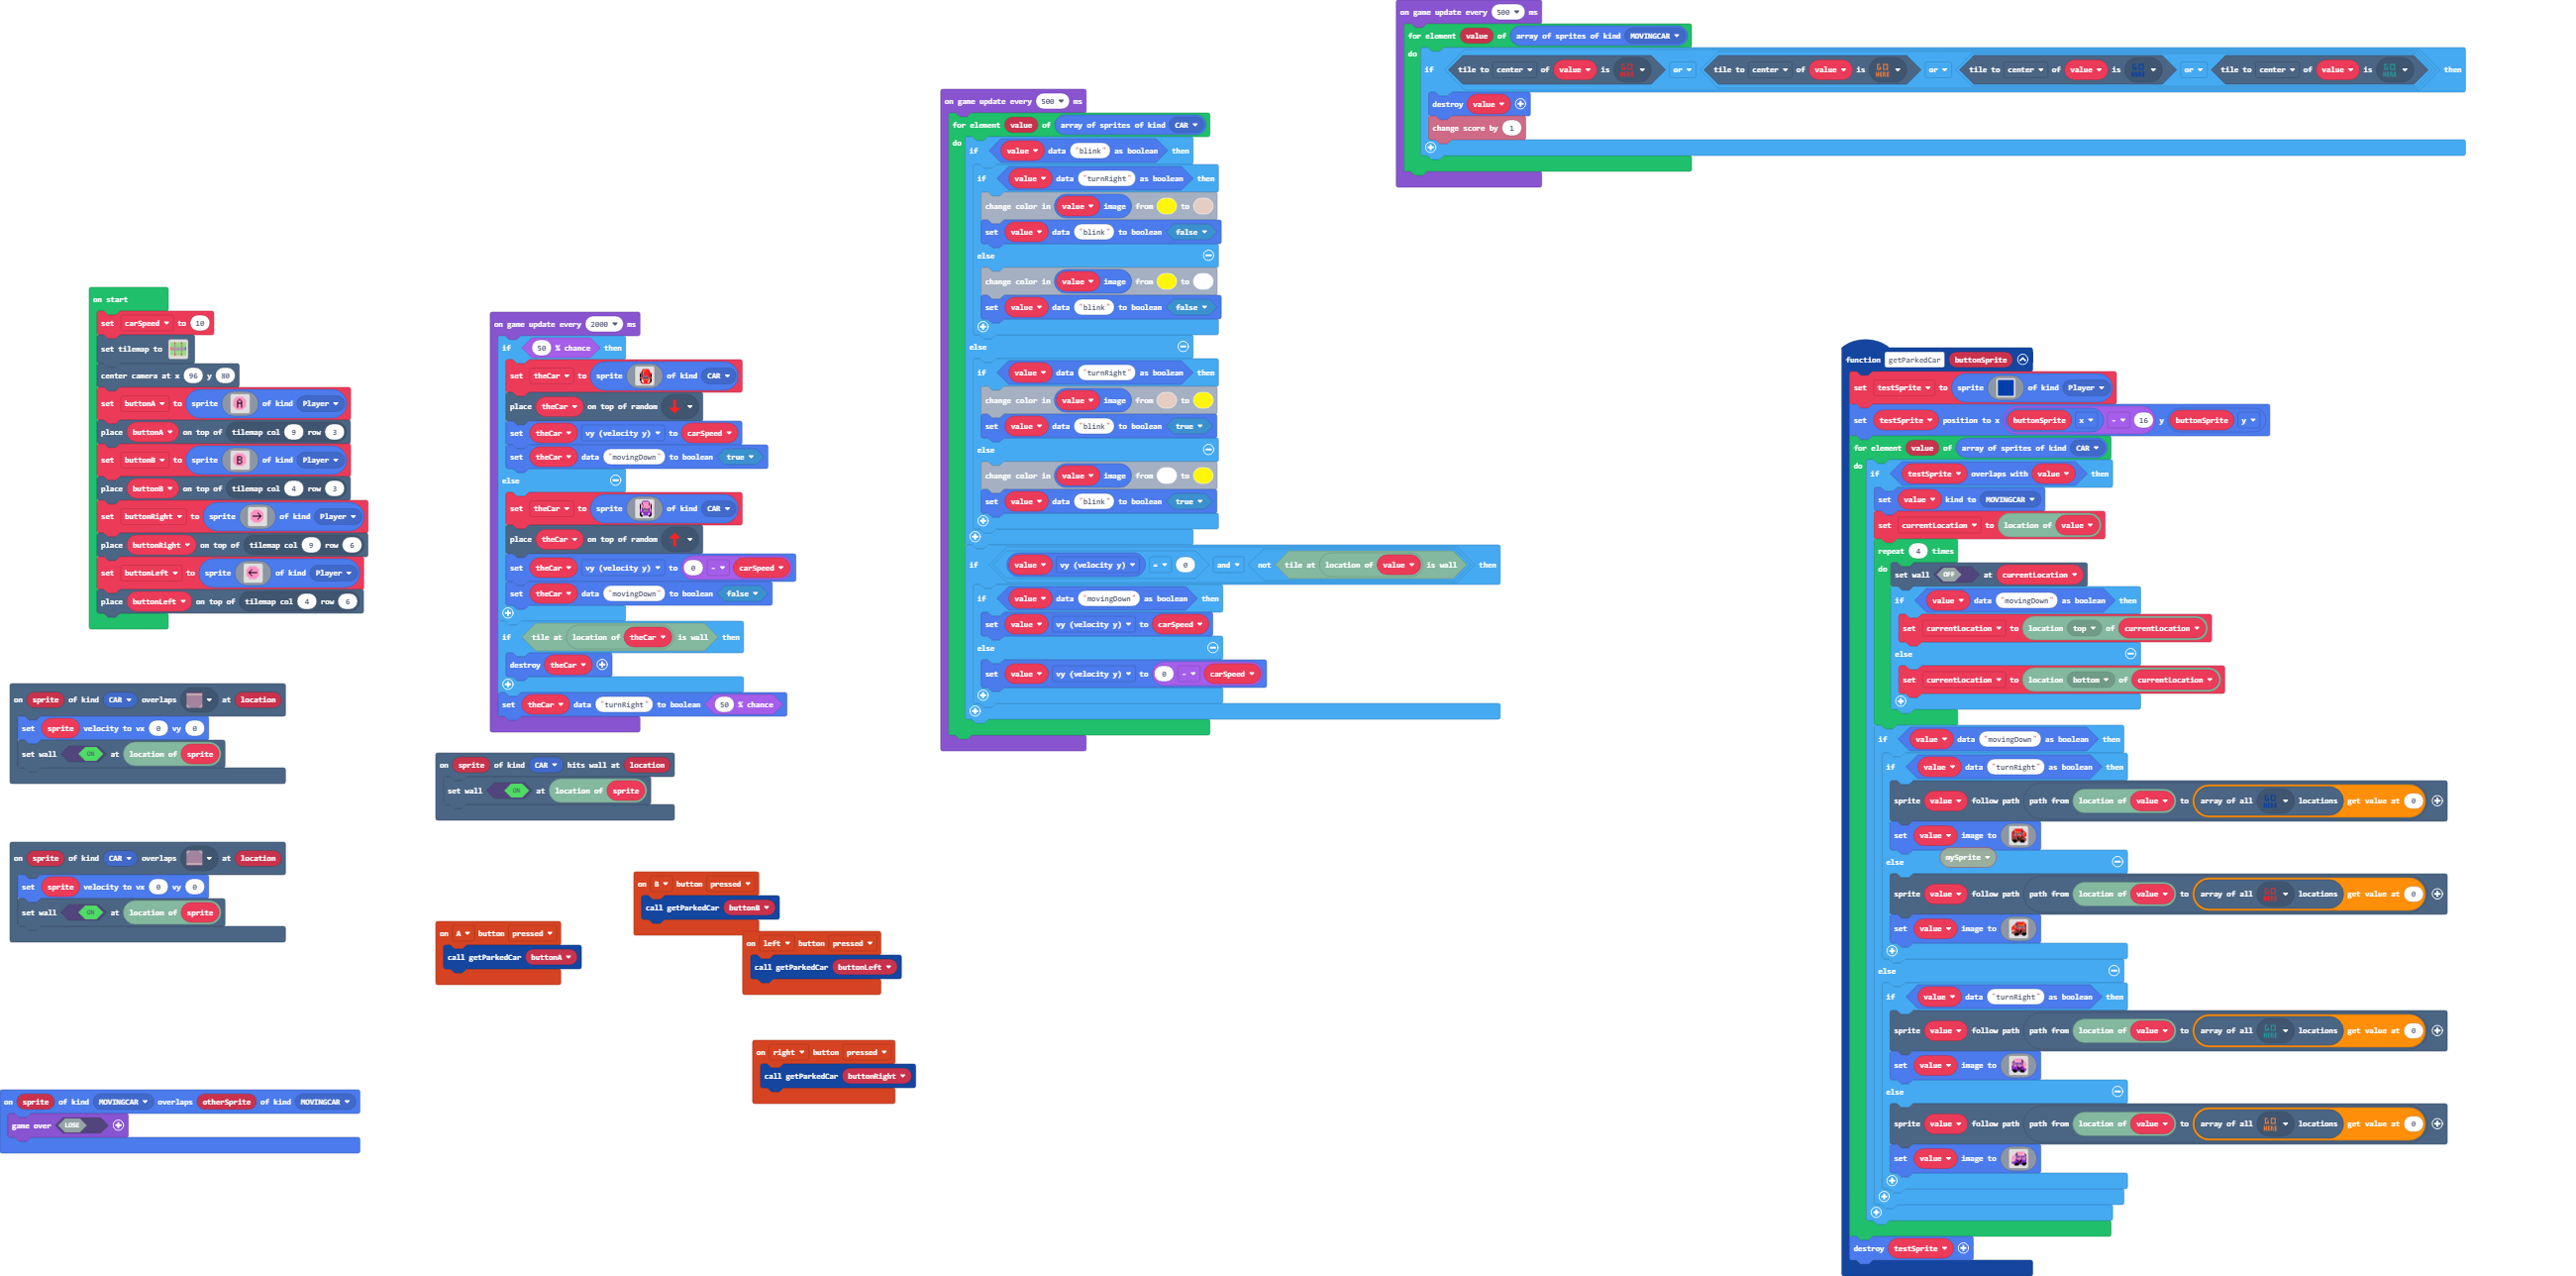 on start
set carSpeed to 10
set tilemap to
center camera at x 96 y 80
set buttonA to sprite A of kind Player
place buttonA on top of tilemap col 9 row 3
set buttonB to sprite B of kind Player
place buttonB on top of tilemap col 4 row 3
set buttonRight to sprite → of kind Player
place buttonRight on top of tilemap col 9 row 6
set buttonLeft to sprite ← of kind Player
place buttonLeft on top of tilemap col 4 row 6
on sprite of kind CAR overlaps at location
set sprite velocity to vx 0 vy 0
set wall ON at location of sprite
on sprite of kind CAR overlaps at location
set sprite velocity to vx 0 vy 0
set wall ON at location of sprite
on sprite of kind MOVINGCAR overlaps otherSprite of kind MOVINGCAR
game over LOSE
on game update every 2000 ms
if 50 % chance then
set theCar to sprite of kind CAR
place theCar on top of random
set theCar vy (velocity y) to carSpeed
set theCar data "movingDown" to boolean true
else
set theCar to sprite of kind CAR
place theCar on top of random
set theCar vy (velocity y) to 0 - carSpeed
set theCar data "movingDown" to boolean false
if tile at location of theCar is wall then
destroy theCar
set theCar data "turnRight" to boolean 50 % chance
on sprite of kind CAR hits wall at location
set wall ON at location of sprite
on B button pressed
call getParkedCar buttonB
on A button pressed
call getParkedCar buttonA
on left button pressed
call getParkedCar buttonLeft
on right button pressed
call getParkedCar buttonRight
on game update every 500 ms
for element value of array of sprites of kind CAR
do
if value data "blink" as boolean then
if value data "turnRight" as boolean then
change color in value image from to
set value data "blink" to boolean false
else
change color in value image from to
set value data "blink" to boolean false
else
if value data "turnRight" as boolean then
change color in value image from to
set value data "blink" to boolean true
else
change color in value image from to
set value data "blink" to boolean true
if value vy (velocity y) = 0 and not tile at location of value is wall then
if value data "movingDown" as boolean then
set value vy (velocity y) to carSpeed
else
set value vy (velocity y) to 0 - carSpeed
on game update every 500 ms
for element value of array of sprites of kind MOVINGCAR
do
if tile to center of value is GO HERE or tile to center of value is GO HERE or tile to center of value is GO HERE or tile to center of value is GO HERE then
destroy value
change score by 1
function getParkedCar buttonSprite
set testSprite to sprite of kind Player
set testSprite position to x buttonSprite x - 16 y buttonSprite y
for element value of array of sprites of kind CAR
do
if testSprite overlaps with value then
set value kind to MOVINGCAR
set currentLocation to location of value
repeat 4 times
do set wall OFF at currentLocation
if value data "movingDown" as boolean then
set currentLocation to location top of currentLocation
else
set currentLocation to location bottom of currentLocation
if value data "movingDown" as boolean then
if value data "turnRight" as boolean then
sprite value follow path path from location of value to array of all GO HERE locations get value at 0
set value image to
else mySprite
sprite value follow path path from location of value to array of all GO HERE locations get value at 0
set value image to
else
if value data "turnRight" as boolean then
sprite value follow path path from location of value to array of all GO HERE locations get value at 0
set value image to
else
sprite value follow path path from location of value to array of all GO HERE locations get value at 0
set value image to
destroy testSprite